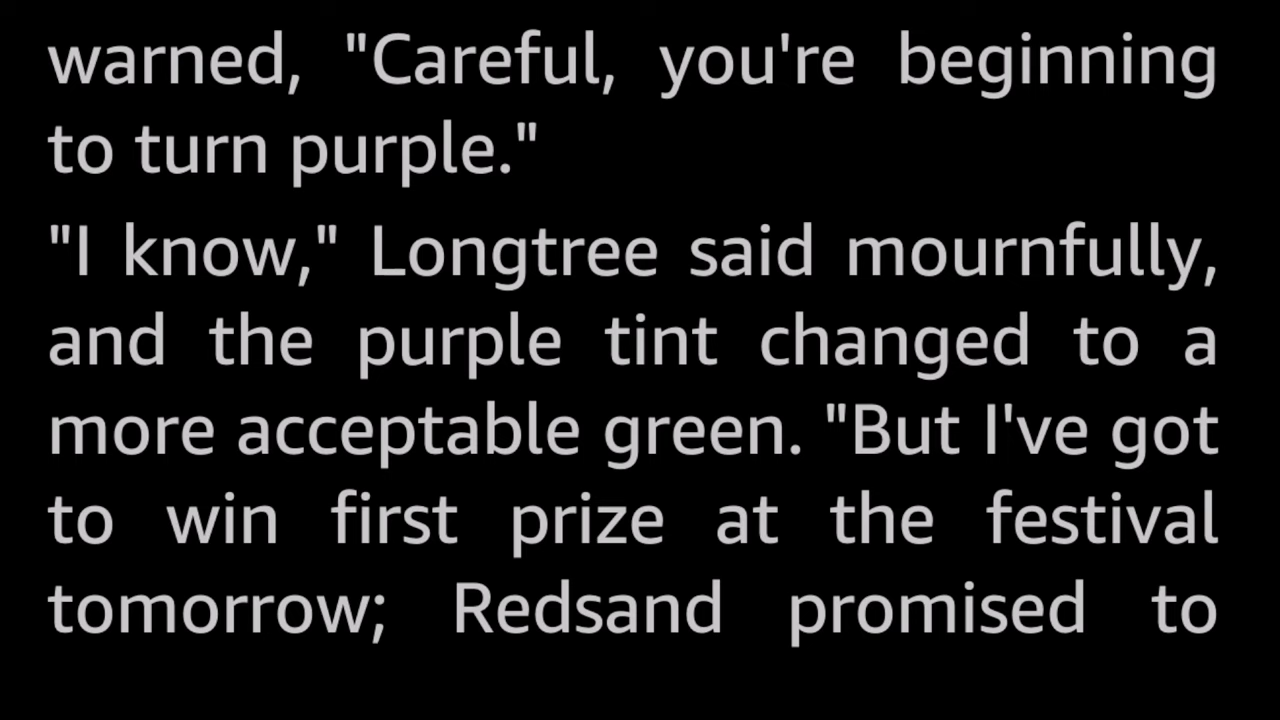 warned, "Careful, you're beginning
to turn purple."
"I know," Longtree said mournfully,
and the purple tint changed to a
more acceptable green. "But I've got
to win first prize at the festival
tomorrow; Redsand promised to